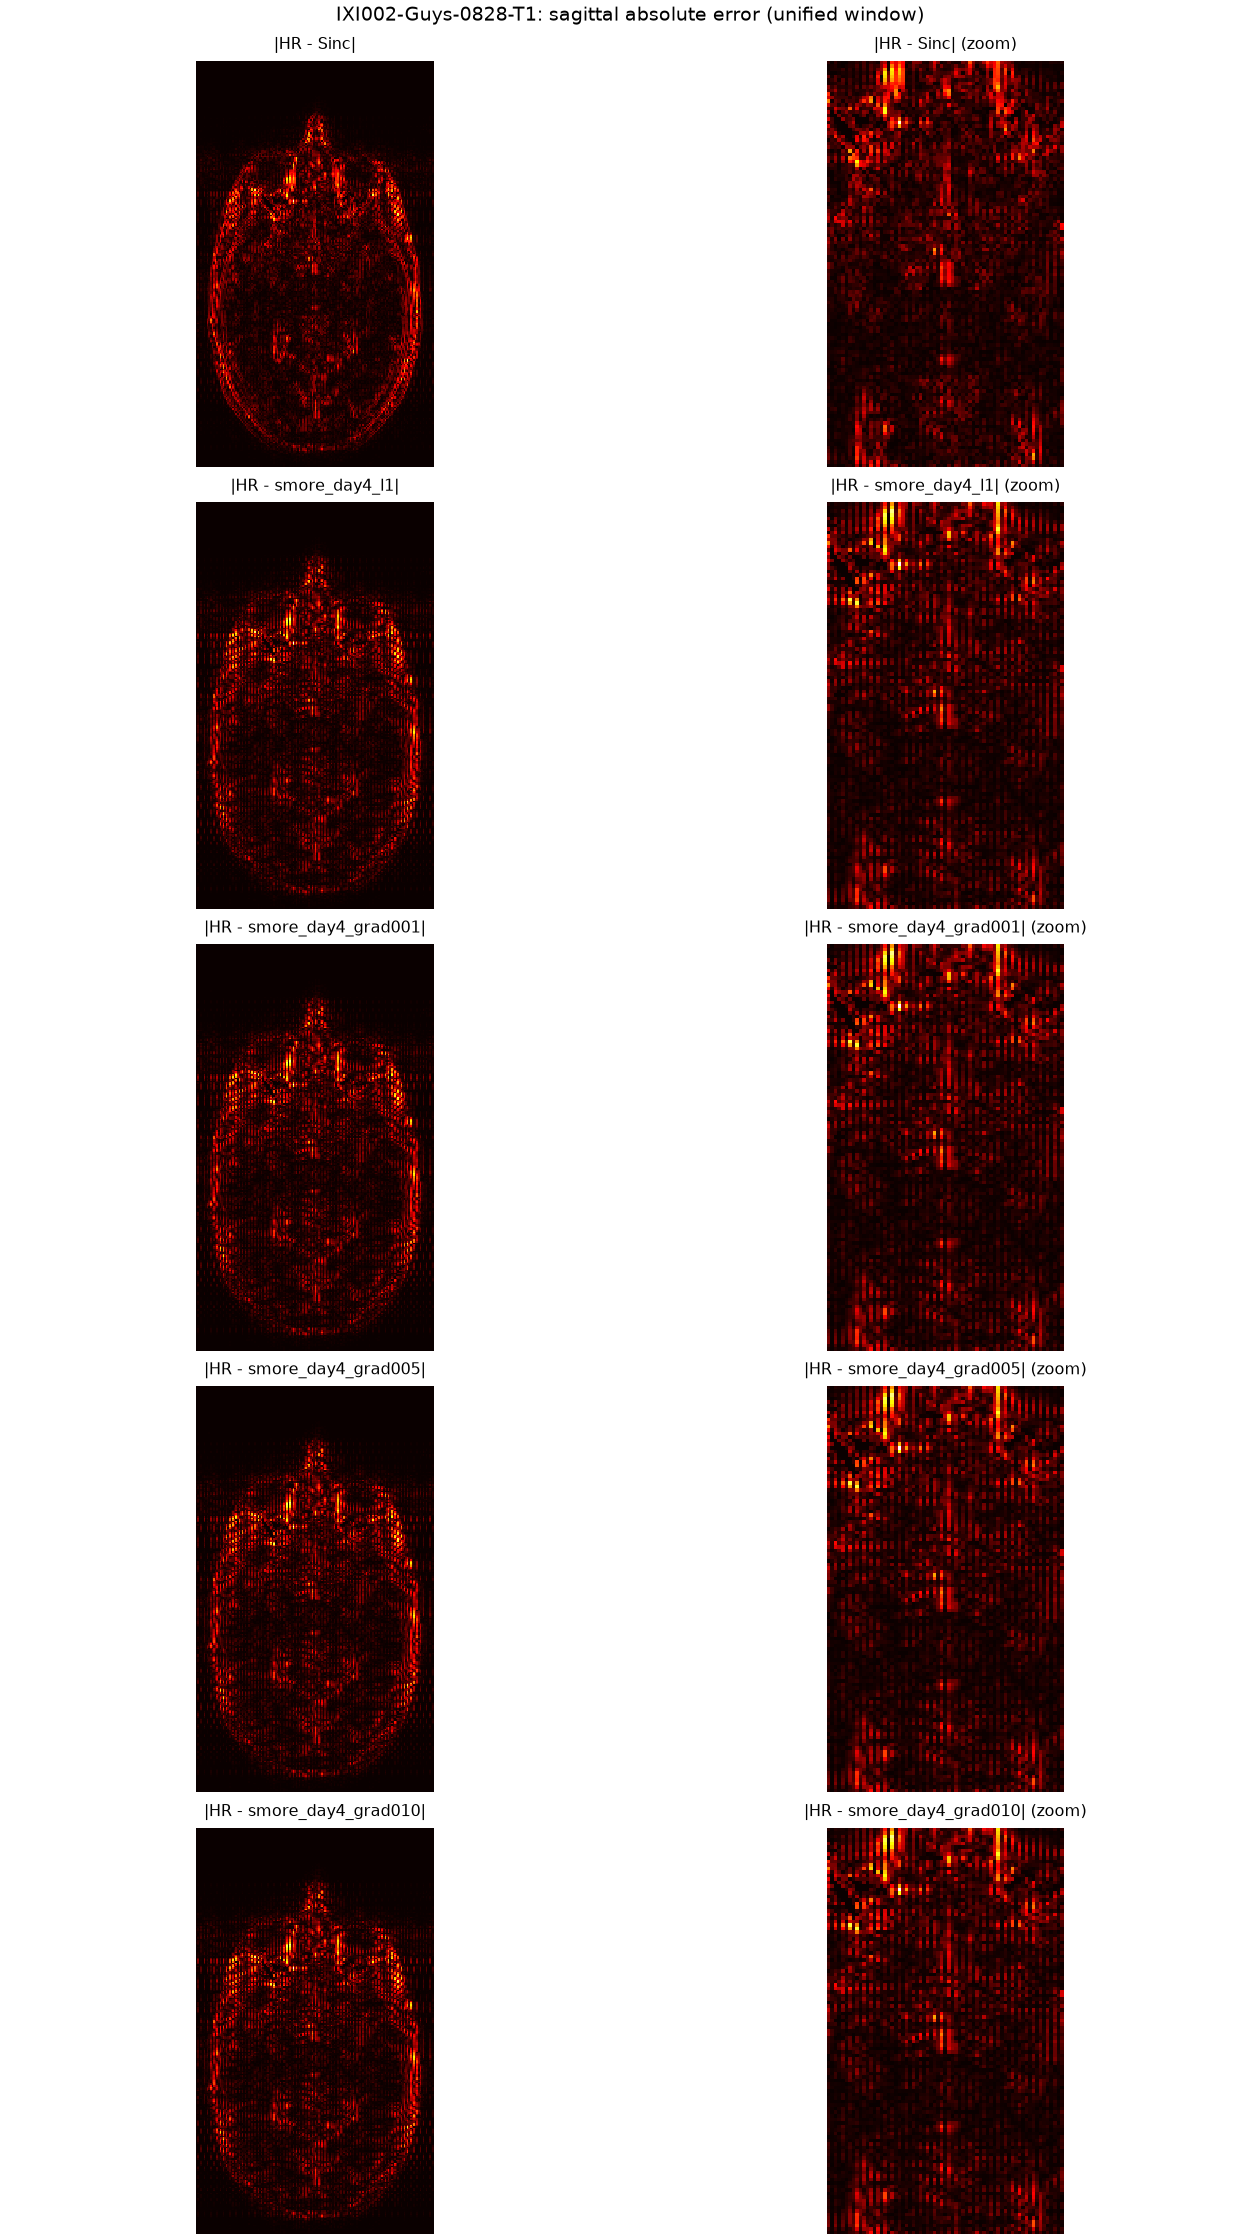 IXI002-Guys-0828-T1: sagittal absolute error (unified window)
|HR - Sinc|
|HR - Sinc| (zoom)
|HR - smore_day4_l1|
|HR - smore_day4_l1| (zoom)
|HR - smore_day4_grad001|
|HR - smore_day4_grad001| (zoom)
|HR - smore_day4_grad005|
|HR - smore_day4_grad005| (zoom)
|HR - smore_day4_grad010|
|HR - smore_day4_grad010| (zoom)